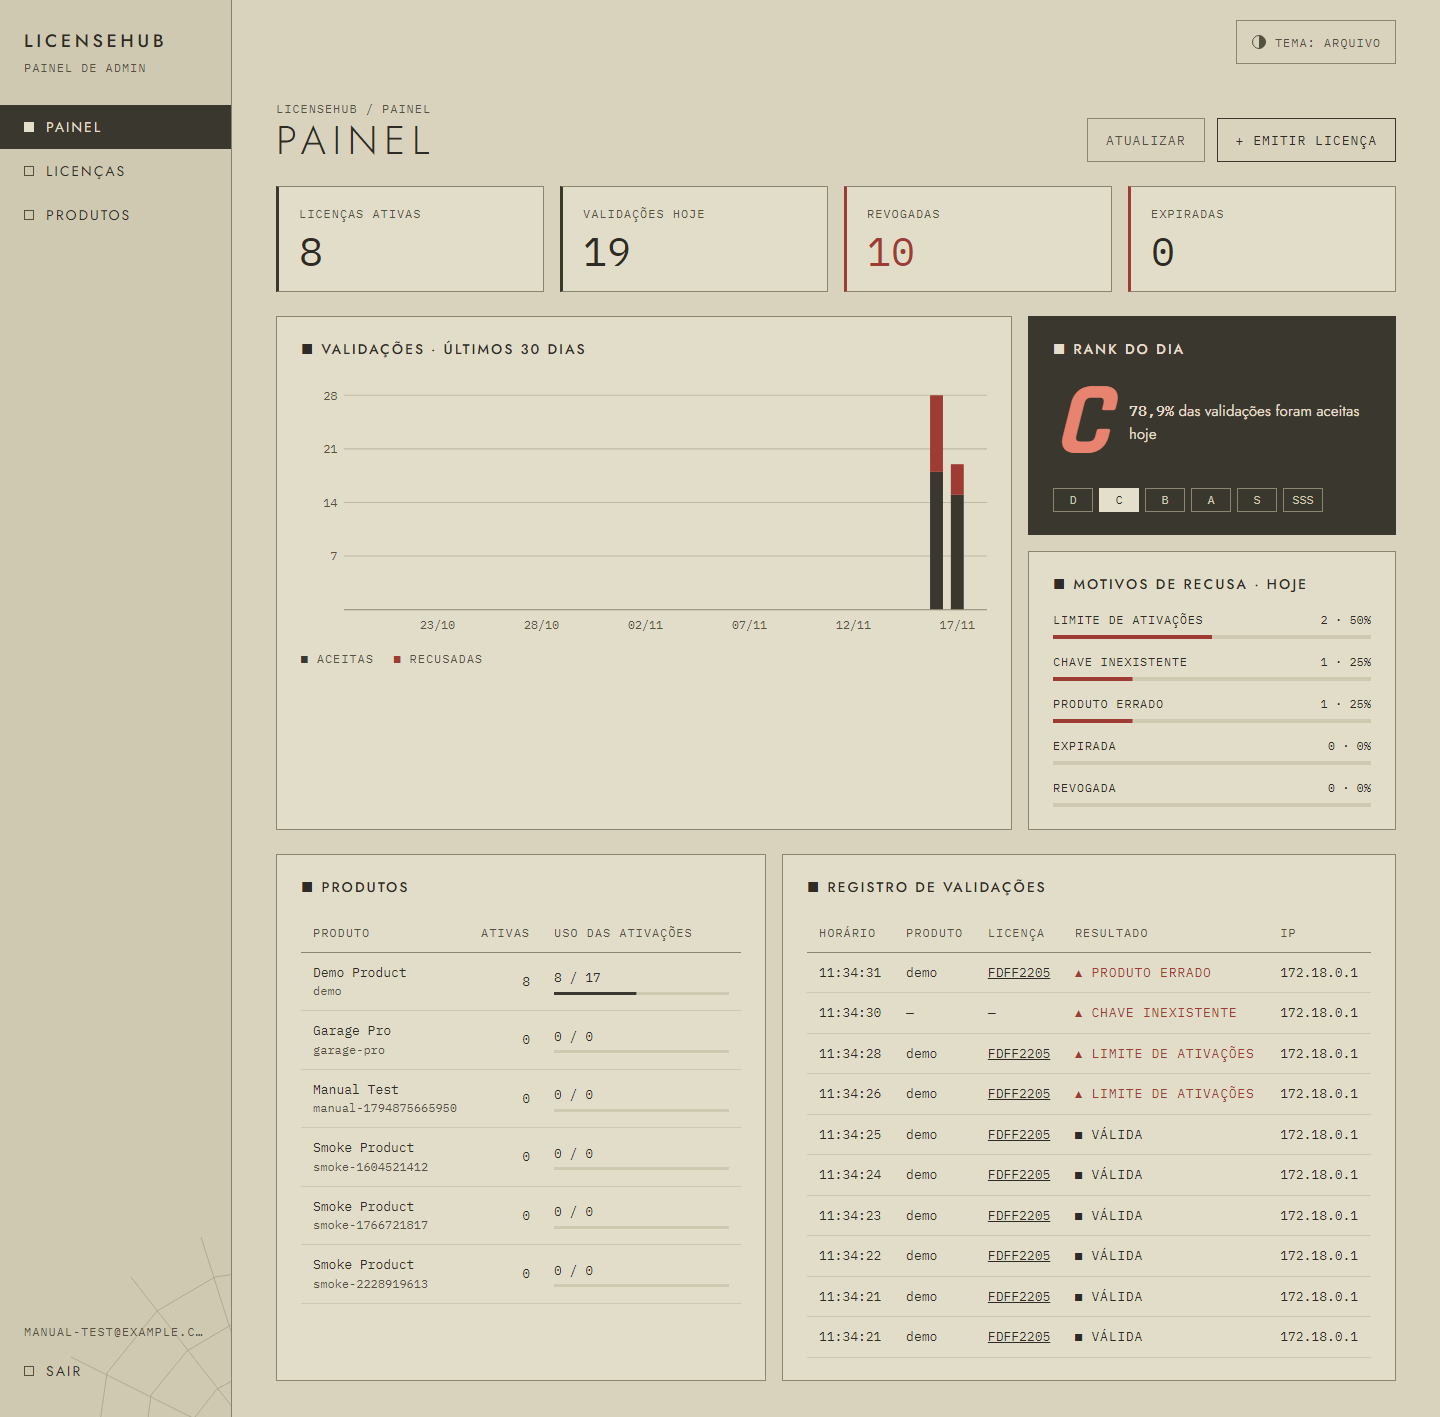 LICENSEHUB
PAINEL DE ADMIN
PAINEL
LICENÇAS
PRODUTOS
MANUAL-TEST@EXAMPLE.C…
SAIR
TEMA: ARQUIVO
LICENSEHUB / PAINEL
PAINEL
ATUALIZAR
+ EMITIR LICENÇA
LICENÇAS ATIVAS
8
VALIDAÇÕES HOJE
19
REVOGADAS
10
EXPIRADAS
0
VALIDAÇÕES · ÚLTIMOS 30 DIAS
28
21
14
7
23/10 28/10 02/11 07/11 12/11 17/11
ACEITAS RECUSADAS
RANK DO DIA
C
78,9% das validações foram aceitas
hoje
D C B A S SSS
MOTIVOS DE RECUSA · HOJE
LIMITE DE ATIVAÇÕES 2 · 50%
CHAVE INEXISTENTE 1 · 25%
PRODUTO ERRADO 1 · 25%
EXPIRADA 0 · 0%
REVOGADA 0 · 0%
PRODUTOS
PRODUTO ATIVAS USO DAS ATIVAÇÕES
Demo Product 8 8 / 17
demo
Garage Pro 0 0 / 0
garage-pro
Manual Test 0 0 / 0
manual-1794875665950
Smoke Product 0 0 / 0
smoke-1604521412
Smoke Product 0 0 / 0
smoke-1766721817
Smoke Product 0 0 / 0
smoke-2228919613
REGISTRO DE VALIDAÇÕES
HORÁRIO PRODUTO LICENÇA RESULTADO IP
11:34:31 demo FDFF2205 ▲ PRODUTO ERRADO 172.18.0.1
11:34:30 — — ▲ CHAVE INEXISTENTE 172.18.0.1
11:34:28 demo FDFF2205 ▲ LIMITE DE ATIVAÇÕES 172.18.0.1
11:34:26 demo FDFF2205 ▲ LIMITE DE ATIVAÇÕES 172.18.0.1
11:34:25 demo FDFF2205 ■ VÁLIDA 172.18.0.1
11:34:24 demo FDFF2205 ■ VÁLIDA 172.18.0.1
11:34:23 demo FDFF2205 ■ VÁLIDA 172.18.0.1
11:34:22 demo FDFF2205 ■ VÁLIDA 172.18.0.1
11:34:21 demo FDFF2205 ■ VÁLIDA 172.18.0.1
11:34:21 demo FDFF2205 ■ VÁLIDA 172.18.0.1